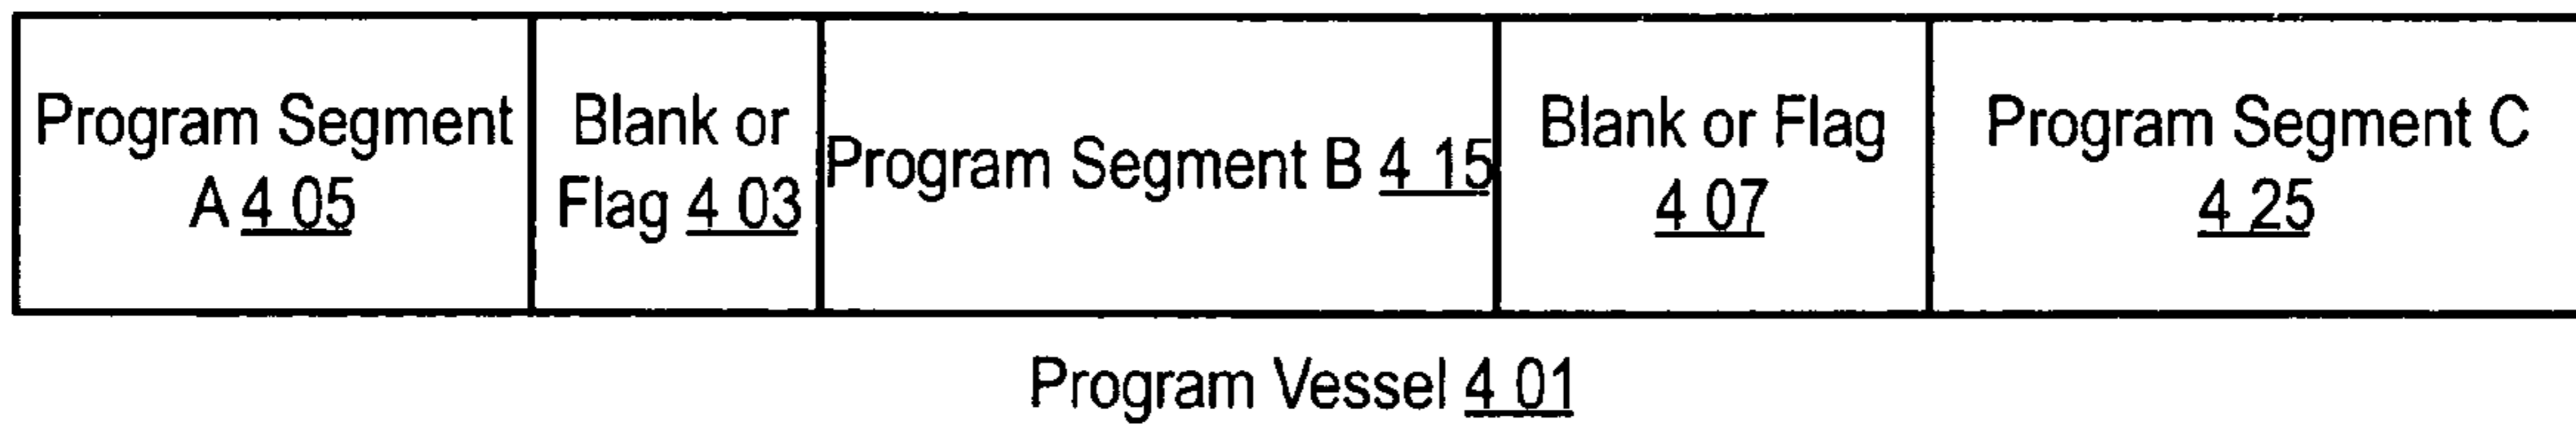 Program Segment
A 4 05
Blank or
Flag 4 03
Program Segment B 4 15
Blank or Flag
4 07
Program Segment C
4 25
Program Vessel 4 01